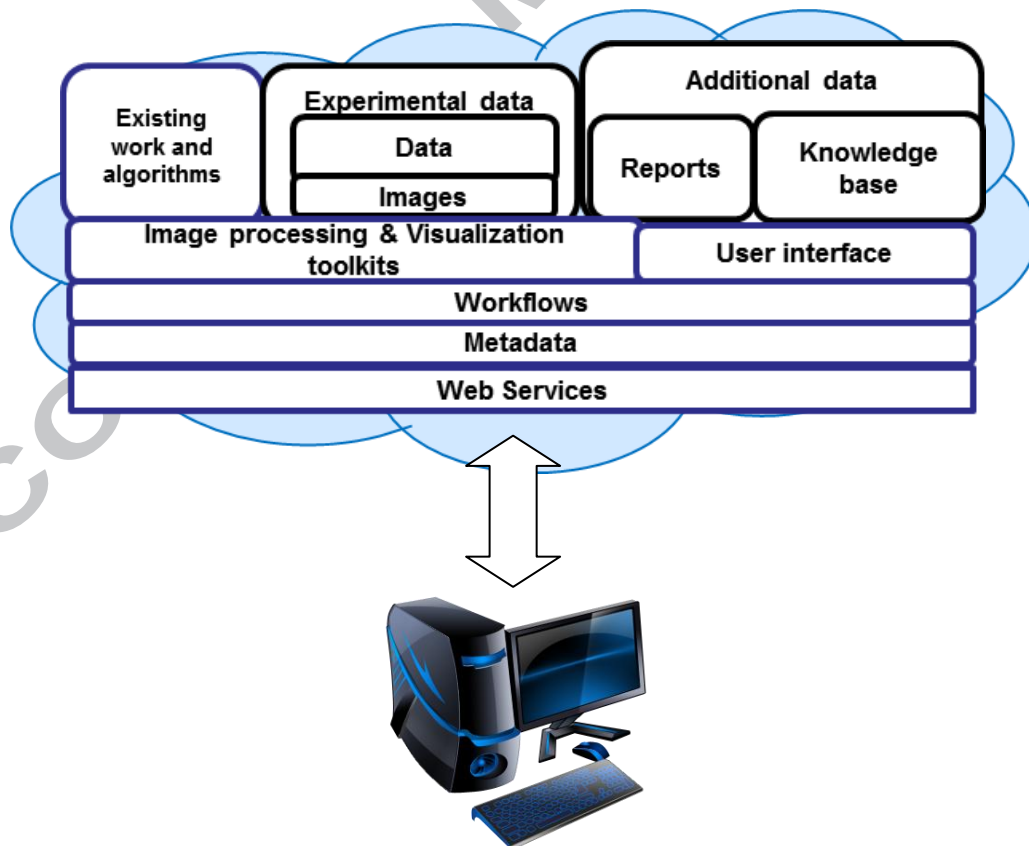 Existing
work and
algorithms
Experimental data
Data
Images
Additional data
Reports
Knowledge
base
Image processing & Visualization
toolkits
User interface
Workflows
Metadata
Web Services